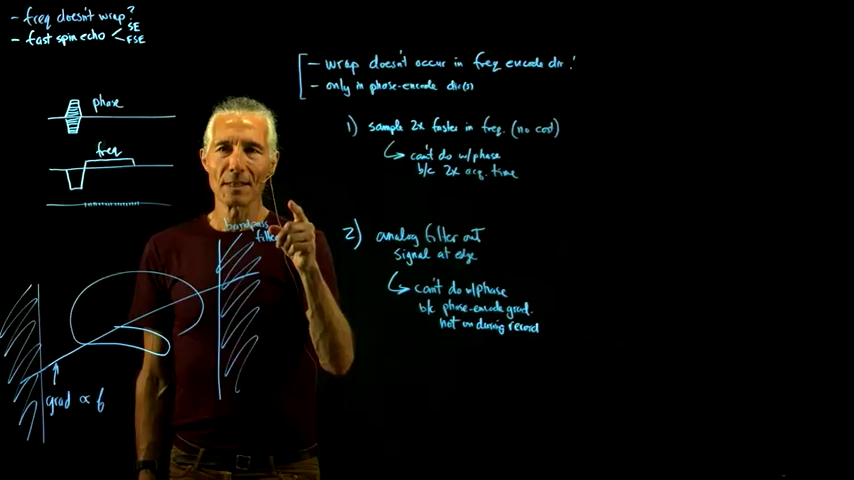 - freq doesn't wrap?
- fast spin echo < SE
FSE
phase
freq
bandpass
filter
grad ∝ f
- wrap doesn't occur in freq encode dir!
- only in phase-encode dir(s)
1) sample 2x faster in freq. (no cost)
can't do w/phase
b/c 2x acq. time
2) analog filter out
signal at edge
can't do w/phase
b/c phase-encode grad.
not on during record